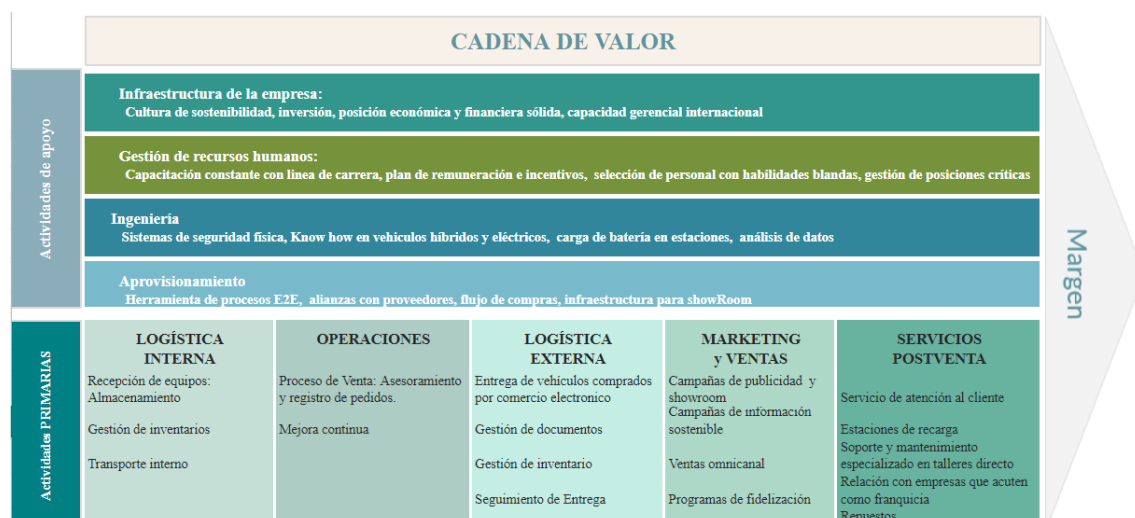 CADENA DE VALOR
Actividades de apoyo
Infraestructura de la empresa:
Cultura de sostenibilidad, inversión, posición económica y financiera sólida, capacidad gerencial internacional
Gestión de recursos humanos:
Capacitación constante con linea de carrera, plan de remuneración e incentivos, selección de personal con habilidades blandas, gestión de posiciones críticas
Ingeniería
Sistemas de seguridad física, Know how en vehiculos híbridos y eléctricos, carga de batería en estaciones, análisis de datos
Aprovisionamiento
Herramienta de procesos E2E, alianzas con proveedores, flujo de compras, infraestructura para showRoom
Margen
Actividades PRIMARIAS
LOGÍSTICA
INTERNA
Recepción de equipos:
Almacenamiento
Gestión de inventarios
Transporte interno
OPERACIONES
Proceso de Venta: Asesoramiento
y registro de pedidos.
Mejora continua
LOGÍSTICA
EXTERNA
Entrega de vehículos comprados
por comercio electronico
Gestión de documentos
Gestión de inventario
Seguimiento de Entrega
MARKETING
y VENTAS
Campañas de publicidad y
showroom
Campañas de información
sostenible
Ventas omnicanal
Programas de fidelización
SERVICIOS
POSTVENTA
Servicio de atención al cliente
Estaciones de recarga
Soporte y mantenimiento
especializado en talleres directo
Relación con empresas que acuten
como franquicia
Repuestos